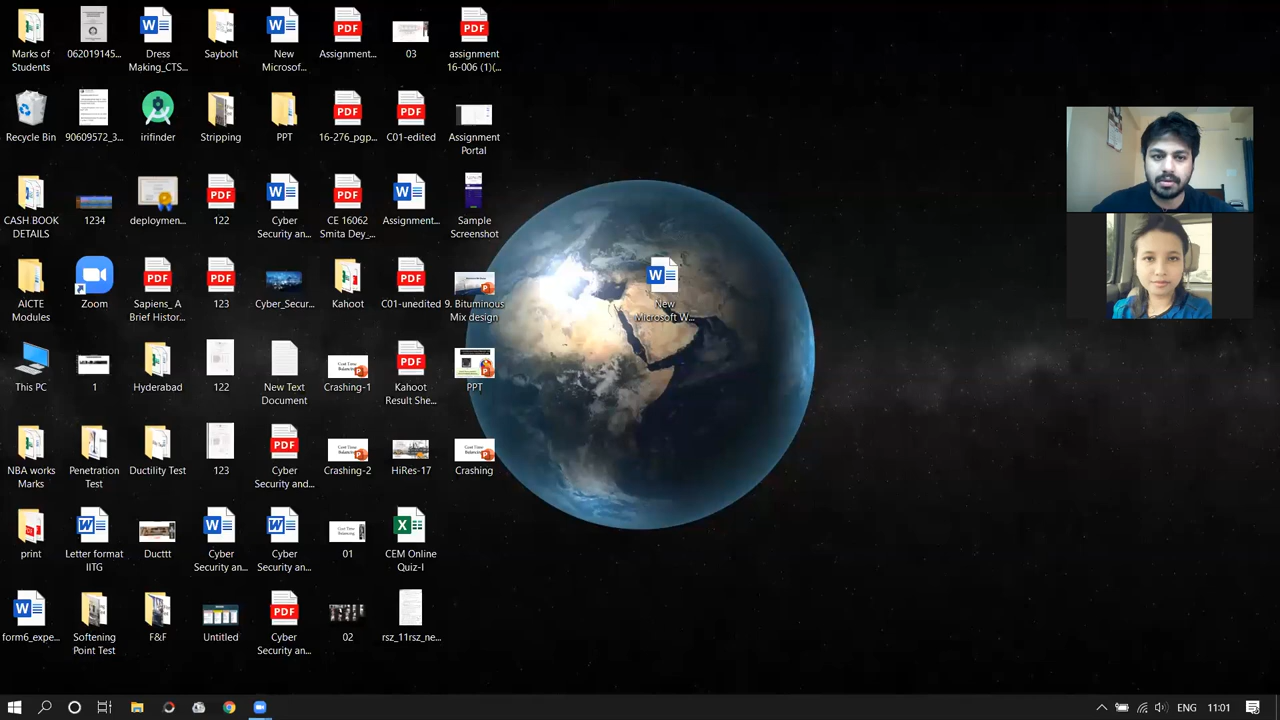 Marks of
Students
062019145...
Dress
Making_CTS...
Saybolt
New
Microsof...
Assignment...
03
assignment
16-006 (1)(...
Recycle Bin
90609572_3...
irifinder
Stripping
PPT
16-276_pgp...
C01-edited
Assignment
Portal
CASH BOOK
DETAILS
1234
deploymen...
122
Cyber
Security an...
CE 16062
Smita Dey_...
Assignment...
Sample
Screenshot
AICTE
Modules
Zoom
Sapiens_A
Brief Histor...
123
Cyber_Secur...
Kahoot
C01-unedited
9. Bituminous
Mix design
New
Microsoft W...
This PC
1
Hyderabad
122
New Text
Document
Crashing-1
Kahoot
Result She...
PPT
NBA works
Marks
Penetration
Test
Ductility Test
123
Cyber
Security and...
Crashing-2
HiRes-17
Crashing
print
Letter format
IITG
Ducttt
Cyber
Security an...
Cyber
Security an...
01
CEM Online
Quiz-I
form6_expe...
Softening
Point Test
F&F
Untitled
Cyber
Security an...
02
rsz_11rsz_ne...
ENG
11:01